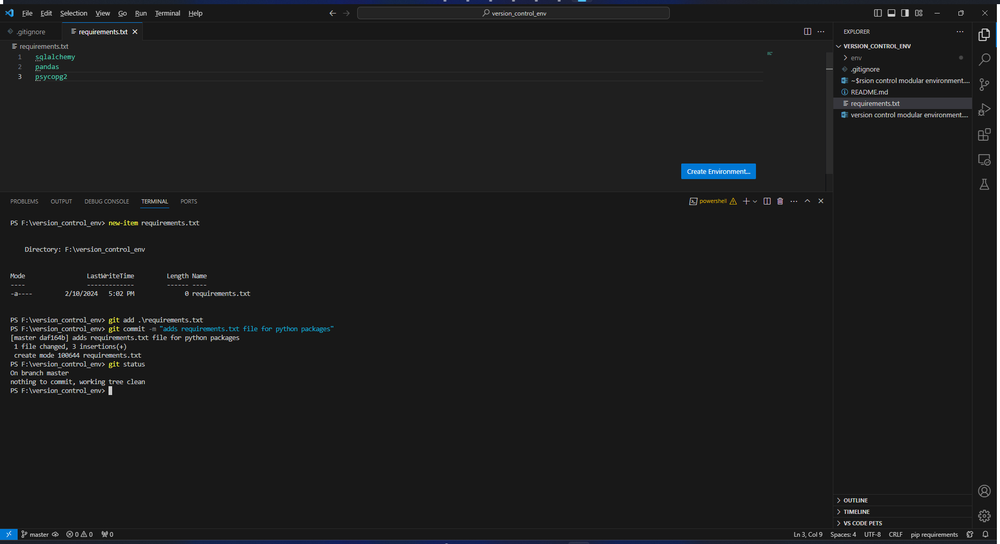 File Edit Selection View Go Run Terminal Help
version_control_env
.gitignore
requirements.txt
requirements.txt
1 sqlalchemy
2 pandas
3 psycopg2
Create Environment...
PROBLEMS OUTPUT DEBUG CONSOLE TERMINAL PORTS
powershell
PS F:\version_control_env> new-item requirements.txt
Directory: F:\version_control_env
Mode LastWriteTime Length Name
---- ------------- ------ ----
-a---- 2/10/2024 5:02 PM 0 requirements.txt
PS F:\version_control_env> git add .\requirements.txt
PS F:\version_control_env> git commit -m "adds requirements.txt file for python packages"
[master daf164b] adds requirements.txt file for python packages
1 file changed, 3 insertions(+)
create mode 100644 requirements.txt
PS F:\version_control_env> git status
On branch master
nothing to commit, working tree clean
PS F:\version_control_env>
EXPLORER
VERSION_CONTROL_ENV
env
.gitignore
~$rsion control modular environment....
README.md
requirements.txt
version control modular environment....
OUTLINE
TIMELINE
VS CODE PETS
master 0 0 0
Ln 3, Col 9 Spaces: 4 UTF-8 CRLF pip requirements